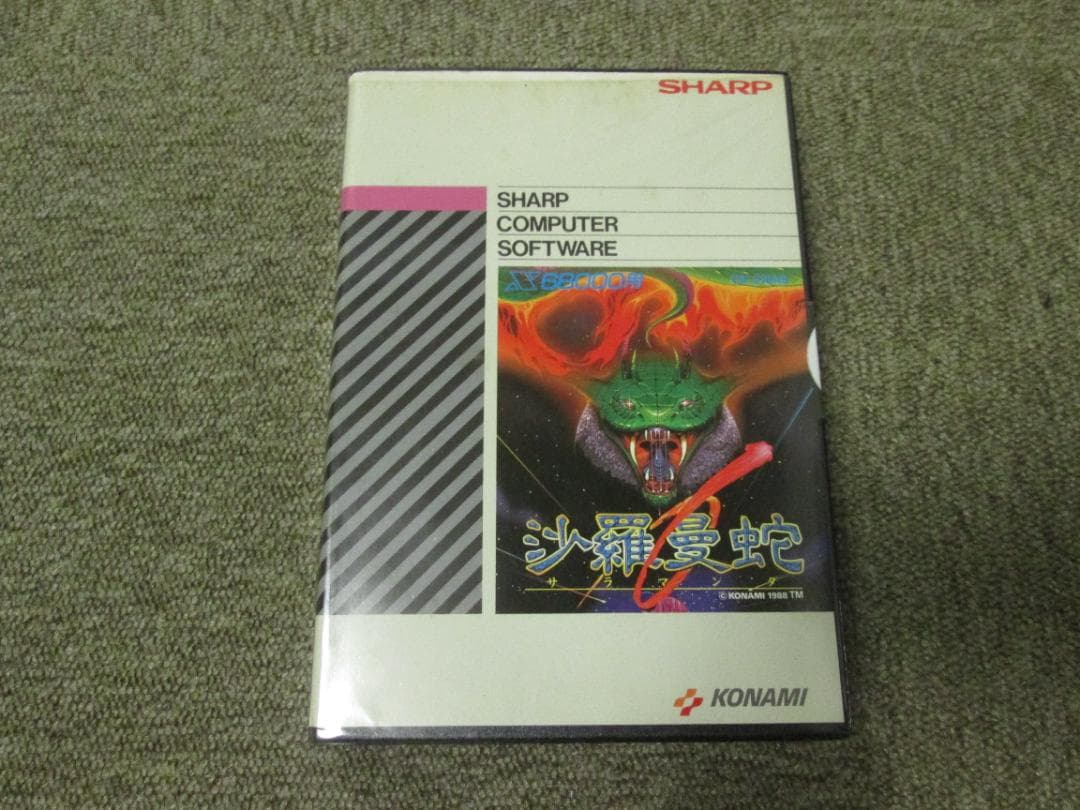 SHARP
SHARP
COMPUTER
SOFTWARE
X68000用
沙羅曼蛇
サラマンダ
©KONAMI 1988 TM
KONAMI